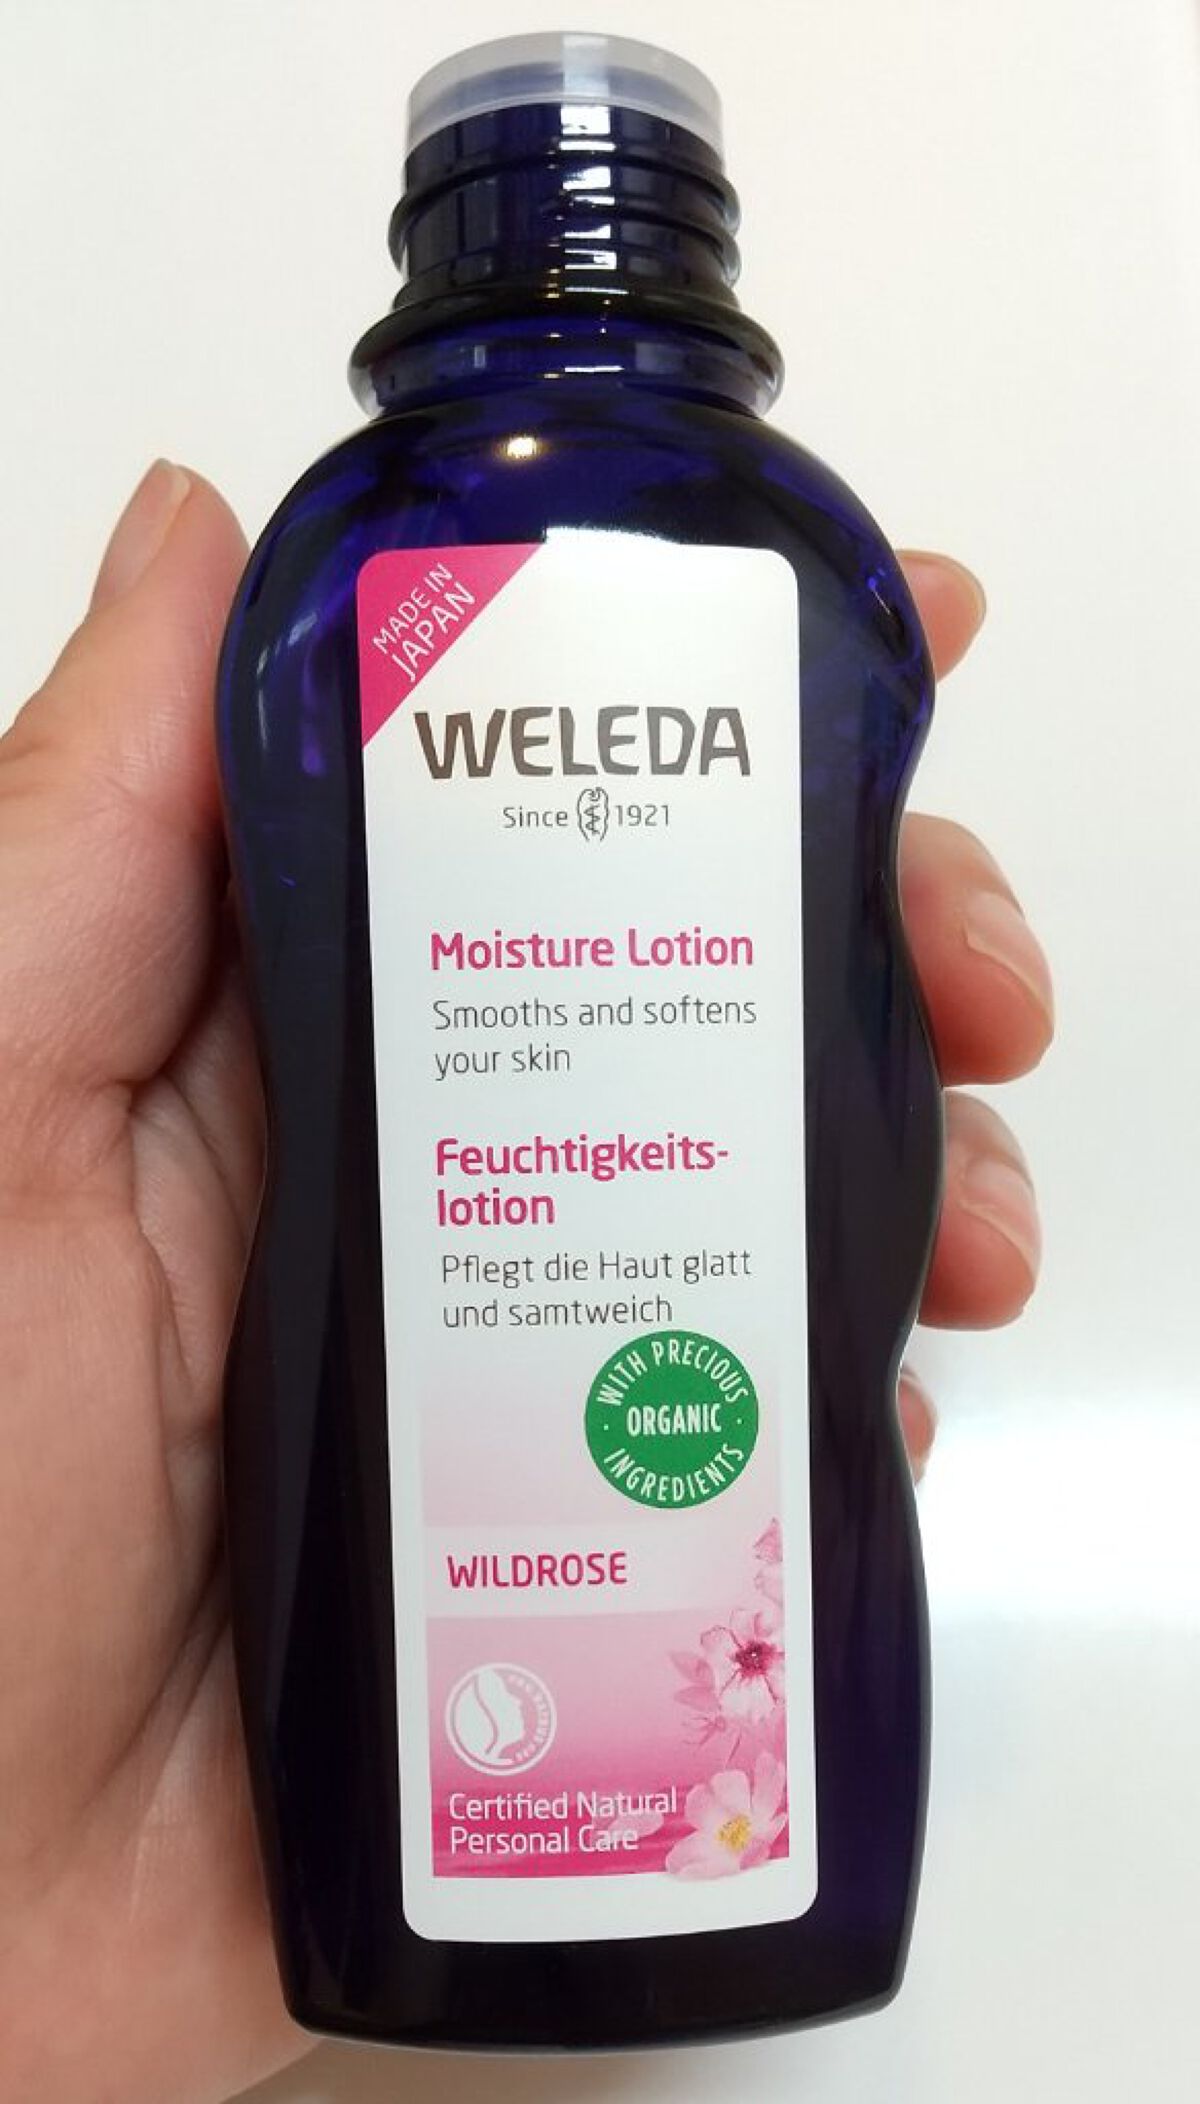 MADE IN
JAPAN
WELEDA
Since 1921
Moisture Lotion
Smooths and softens
your skin
Feuchtigkeits-
lotion
Pflegt die Haut glatt
und samtweich
WITH PRECIOUS
ORGANIC
INGREDIENTS
WILDROSE
Certified Natural
Personal Care